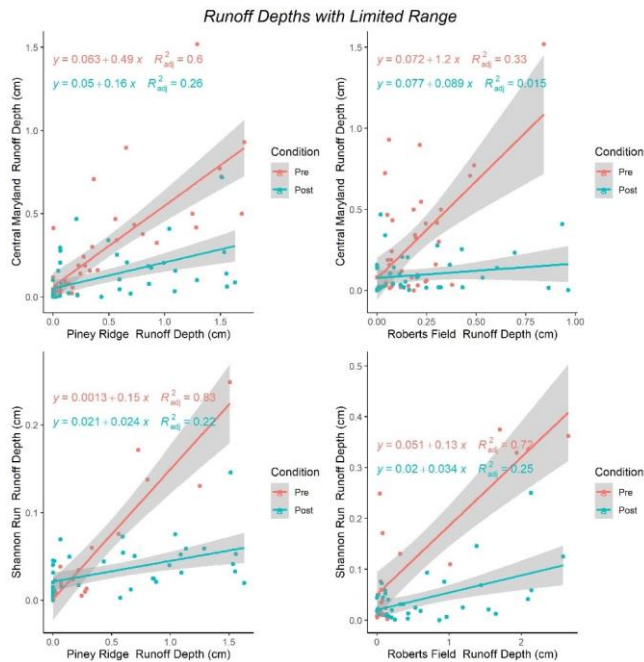 Runoff Depths with Limited Range
Central Maryland Runoff Depth (cm)
1.5
1.0
0.5
0.0
y = 0.063 + 0.49 x R²adj = 0.6
y = 0.05 + 0.16 x R²adj = 0.26
0.0 0.5 1.0 1.5
Piney Ridge Runoff Depth (cm)
Condition
Pre
Post
Central Maryland Runoff Depth (cm)
1.5
1.0
0.5
0.0
y = 0.072 + 1.2 x R²adj = 0.33
y = 0.077 + 0.089 x R²adj = 0.015
0.00 0.25 0.50 0.75 1.00
Roberts Field Runoff Depth (cm)
Condition
Pre
Post
Shannon Run Runoff Depth (cm)
0.2
0.1
0.0
y = 0.0013 + 0.15 x R²adj = 0.83
y = 0.021 + 0.024 x R²adj = 0.22
0.0 0.5 1.0 1.5
Piney Ridge Runoff Depth (cm)
Condition
Pre
Post
Shannon Run Runoff Depth (cm)
0.5
0.4
0.3
0.2
0.1
0.0
y = 0.051 + 0.13 x R²adj = 0.72
y = 0.02 + 0.034 x R²adj = 0.25
0 1 2
Roberts Field Runoff Depth (cm)
Condition
Pre
Post